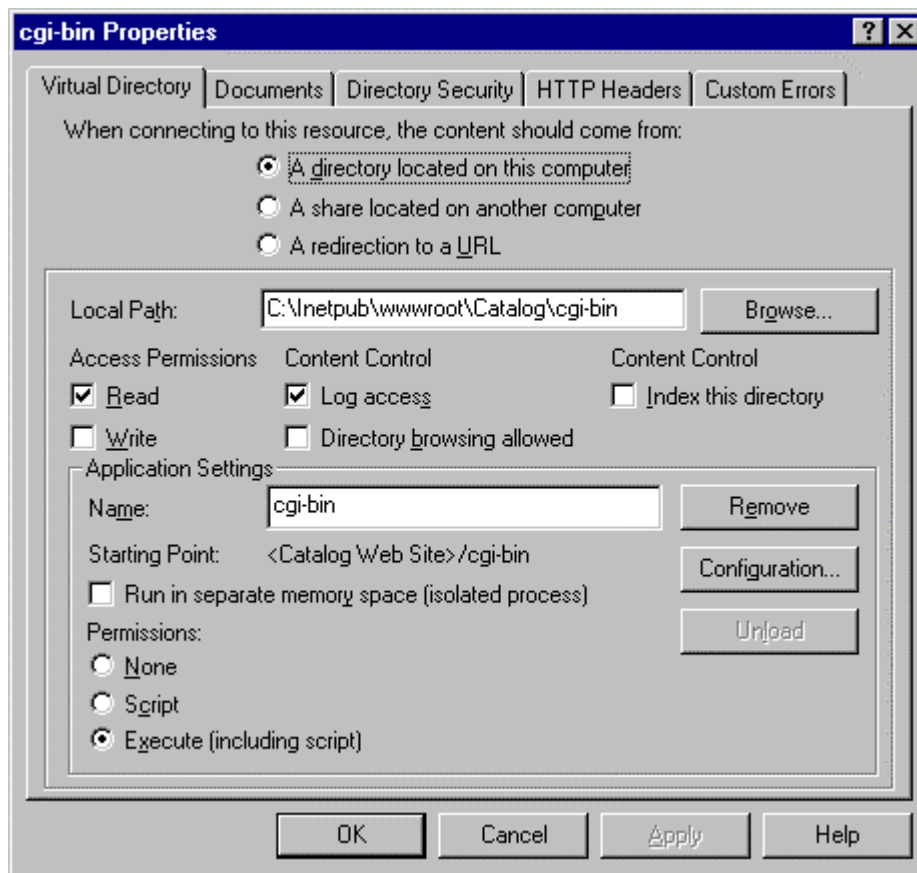 cgi-bin Properties
Virtual Directory Documents Directory Security HTTP Headers Custom Errors
When connecting to this resource, the content should come from:
A directory located on this computer
A share located on another computer
A redirection to a URL
Local Path: C:\Inetpub\wwwroot\Catalog\cgi-bin Browse...
Access Permissions Content Control Content Control
Read Log access Index this directory
Write Directory browsing allowed
Application Settings
Name: cgi-bin Remove
Starting Point: <Catalog Web Site>/cgi-bin
Configuration...
Run in separate memory space (isolated process)
Permissions: Unload
None
Script
Execute (including script)
OK Cancel Apply Help